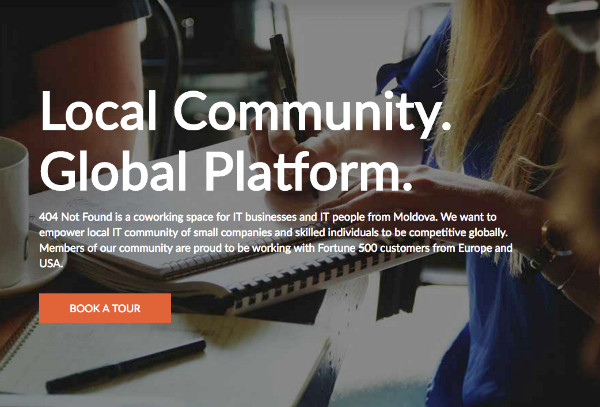 Local Community.
Global Platform.
404 Not Found is a coworking space for IT businesses and IT people from Moldova. We want to
empower local IT community of small companies and skilled individuals to be competitive globally.
Members of our community are proud to be working with Fortune 500 customers from Europe and
USA.
BOOK A TOUR